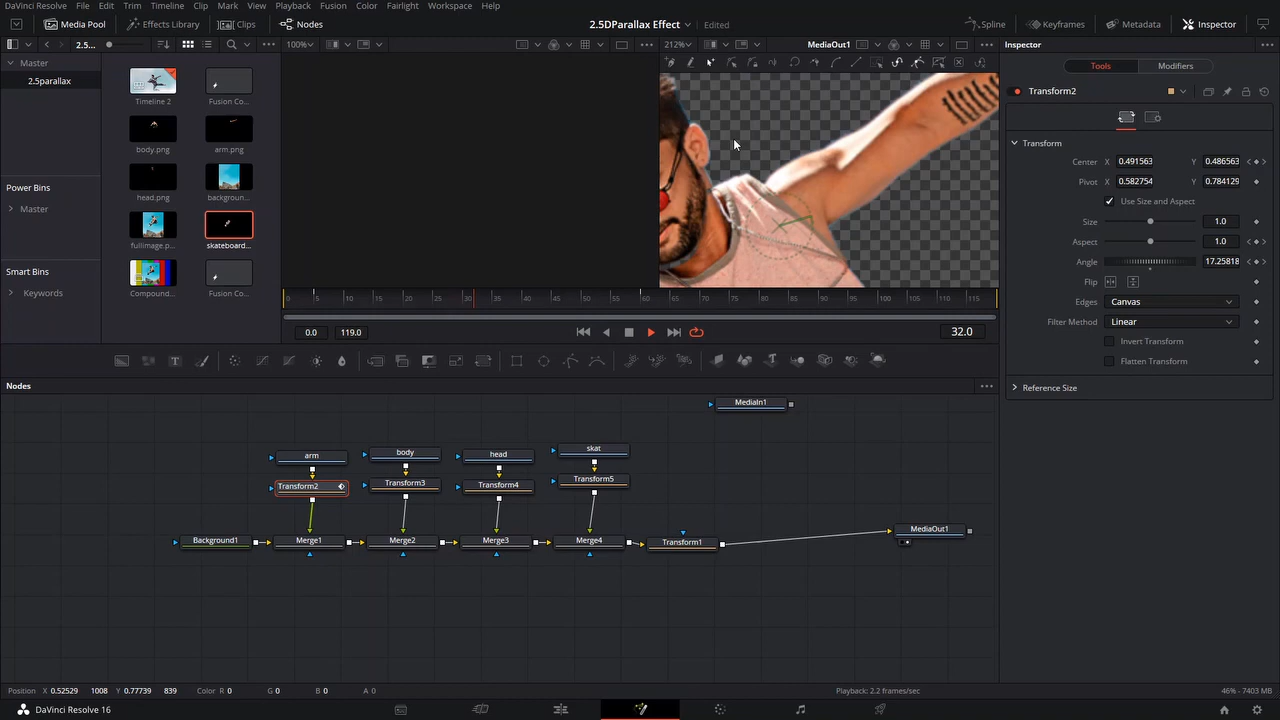 DaVinci Resolve File Edit Trim Timeline Clip Mark View Playback Fusion Color Fairlight Workspace Help
Media Pool Effects Library Clips Nodes 2.5DParallax Effect Edited Spline Keyframes Metadata Inspector
2.5... 100% 212% MediaOut1 Inspector
Master
2.5parallax
Timeline 2 Fusion Co...
body.png arm.png
head.png backgroun...
fullimage.p... skateboard...
Compound... Fusion Co...
Power Bins
Master
Smart Bins
Keywords
Tools Modifiers
Transform2
Transform
Center X 0.491563 Y 0.486563
Pivot X 0.582754 Y 0.784129
Use Size and Aspect
Size 1.0
Aspect 1.0
Angle 17.25818
Flip
Edges Canvas
Filter Method Linear
Invert Transform
Flatten Transform
Reference Size
0 5 10 15 20 25 30 35 40 45 50 55 60 65 70 75 80 85 90 95 100 105 110 115
0.0 119.0 32.0
Nodes
MediaIn1
arm body head skat
Transform2 Transform3 Transform4 Transform5
Background1 Merge1 Merge2 Merge3 Merge4 Transform1 MediaOut1
Position X 0.52529 1008 Y 0.77739 839 Color R 0 G 0 B 0 A 0 Playback: 2.2 frames/sec 46% - 7403 MB
DaVinci Resolve 16